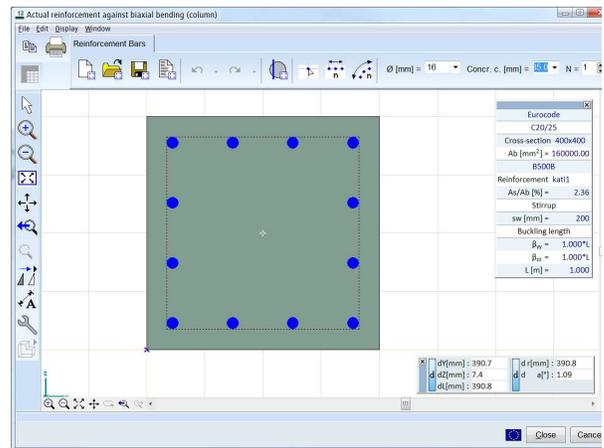 Actual reinforcement against biaxial bending (column)
File Edit Display Window
Reinforcement Bars
Ø [mm] = 16 Concr. c. [mm] = N = 1
Eurocode
C20/25
Cross-section 400x400
Ab [mm²] = 160000.00
B500B
Reinforcement kati1
As/Ab [%] = 2.36
Stirrup
sw [mm] = 200
Buckling length
= 1.000*L
= 1.000*L
L [m] = 1.000
dY[mm] : 390.7 d r[mm] : 390.8
d dZ[mm] : 7.4 d d a[°] : 1.09
dL[mm] : 390.8
Close Cance